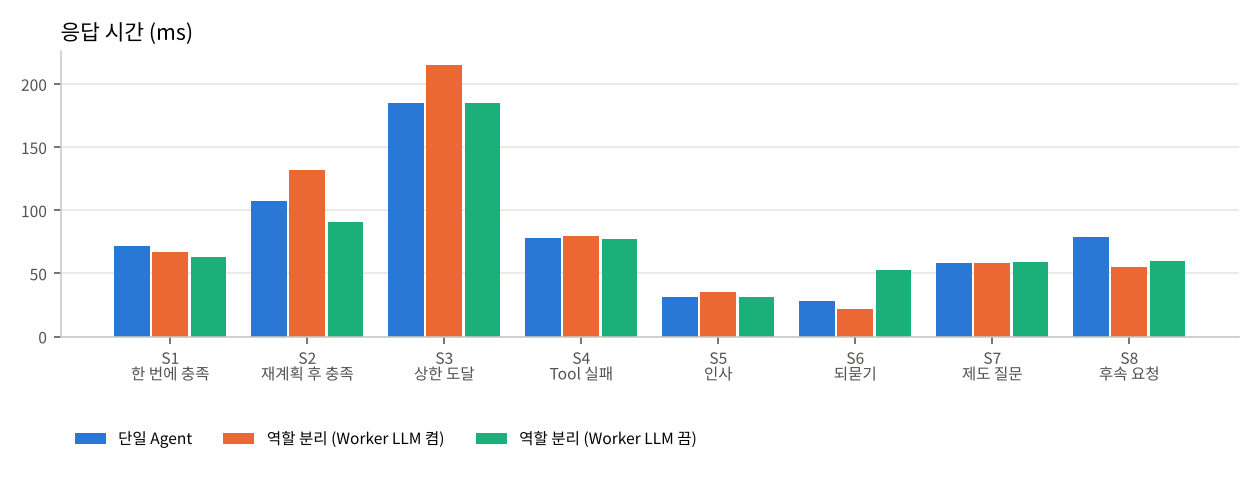 응답 시간 (ms)
200
150
100
50
0
S1 S2 S3 S4 S5 S6 S7 S8
한 번에 충족 재계획 후 충족 상한 도달 Tool 실패 인사 되묻기 제도 질문 후속 요청
단일 Agent 역할 분리 (Worker LLM 켬) 역할 분리 (Worker LLM 끔)